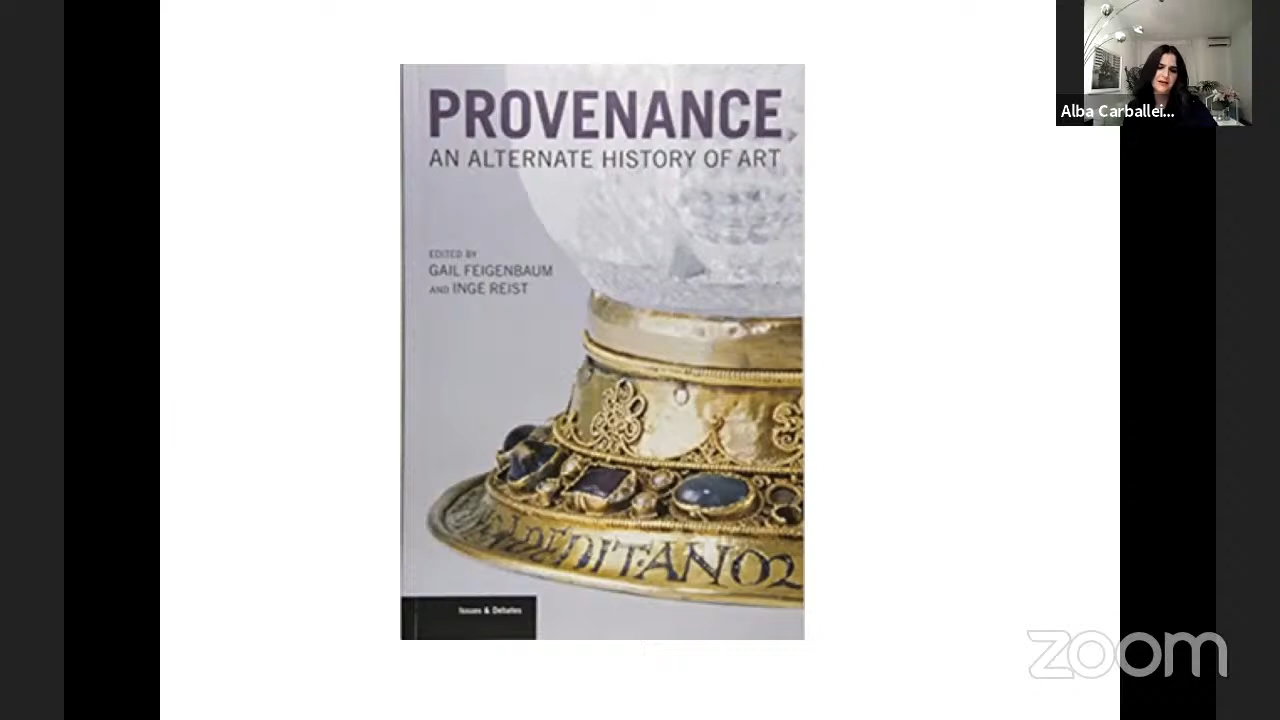 PROVENANCE
AN ALTERNATE HISTORY OF ART
EDITED BY
GAIL FEIGENBAUM
AND INGE REIST
Issues & Debates
Alba Carballei...
zoom